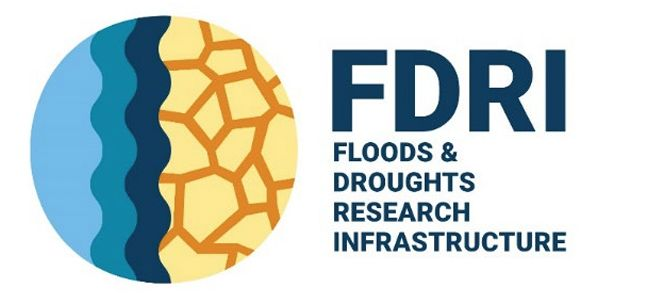 FDRI
FLOODS &
DROUGHTS
RESEARCH
INFRASTRUCTURE